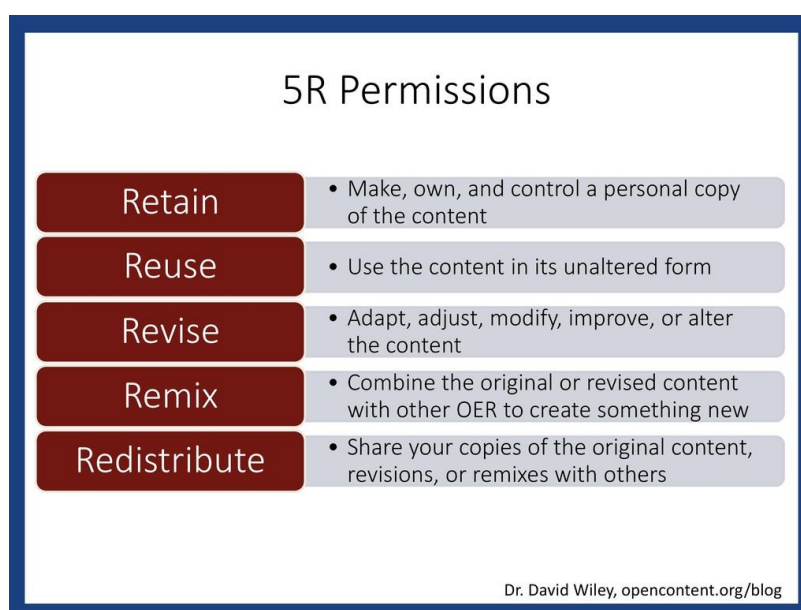 5R Permissions
Retain
• Make, own, and control a personal copy
of the content
Reuse
• Use the content in its unaltered form
Revise
• Adapt, adjust, modify, improve, or alter
the content
Remix
• Combine the original or revised content
with other OER to create something new
Redistribute
• Share your copies of the original content,
revisions, or remixes with others
Dr. David Wiley, opencontent.org/blog